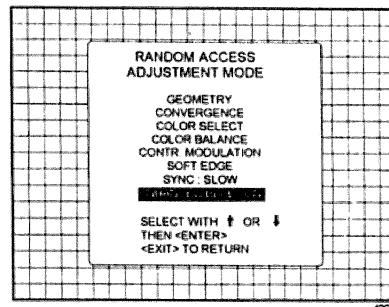 RANDOM ACCESS
ADJUSTMENT MODE
GEOMETRY
CONVERGENCE
COLOR SELECT
COLOR BALANCE
CONTR. MODULATION
SOFT EDGE
SYNC : SLOW
SELECT WITH ↑ OR ↓
THEN <ENTER>
<EXIT> TO RETURN